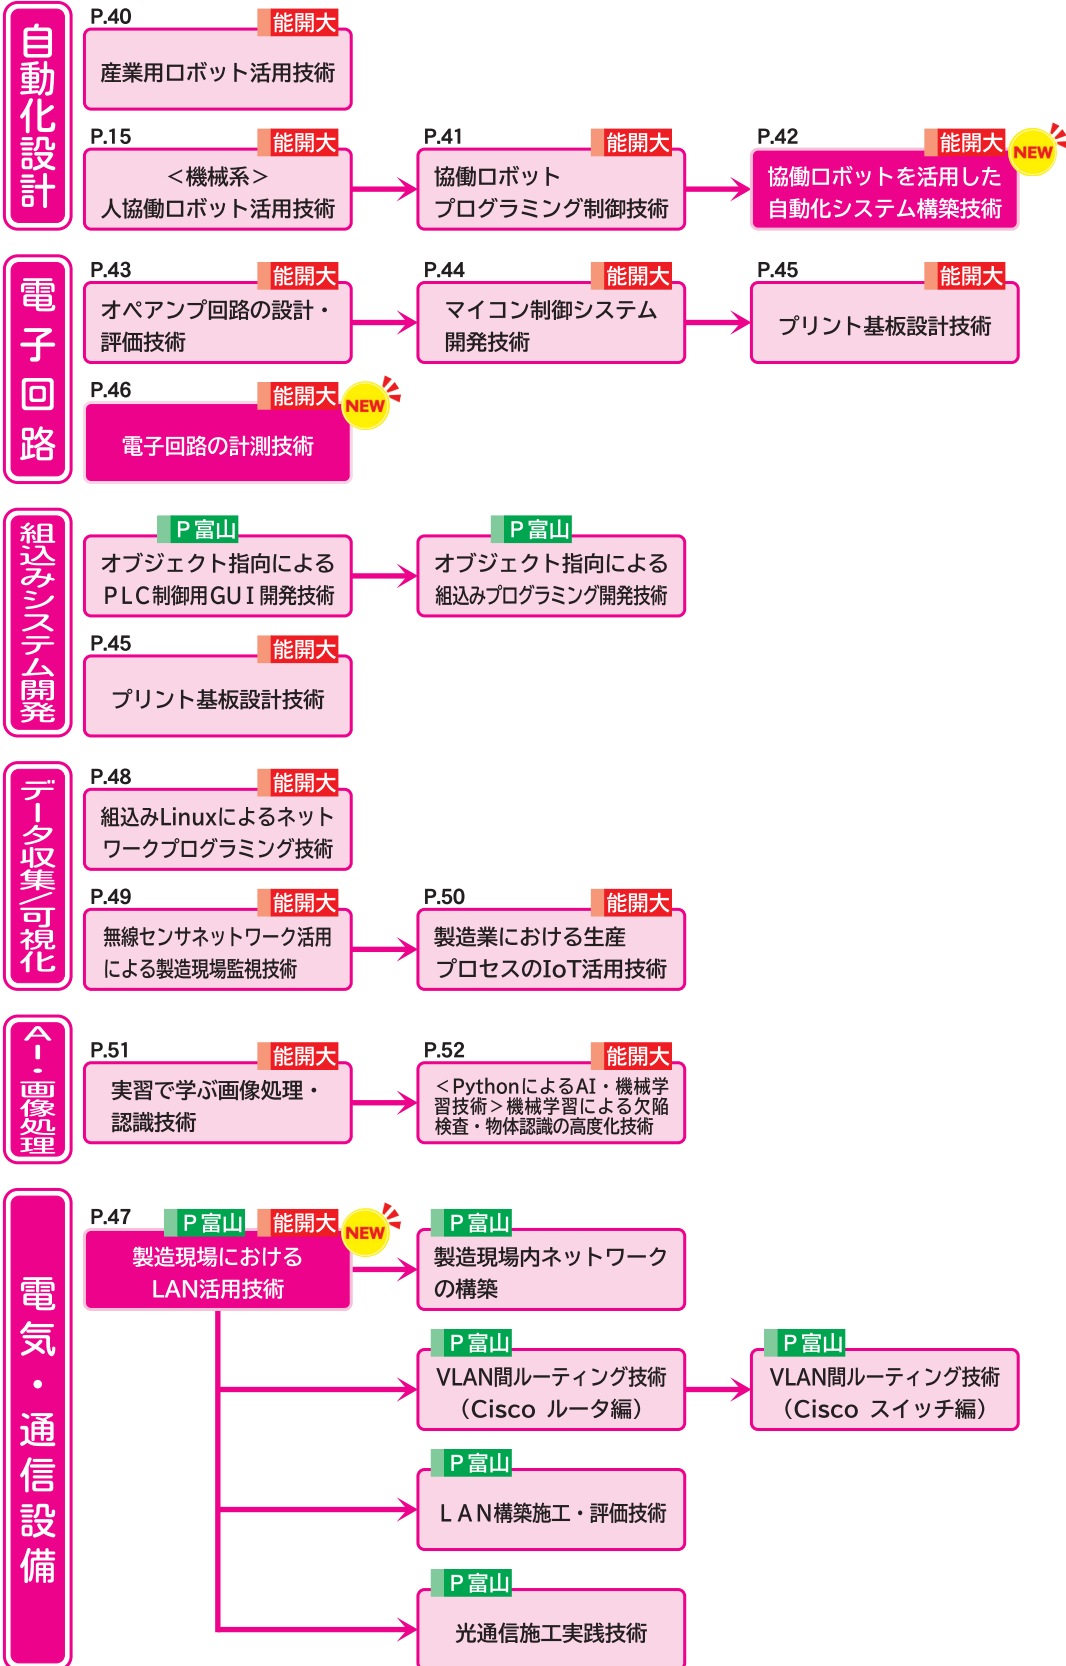 自動化設計
P.40
能開大
産業用ロボット活用技術
P.15
能開大
<機械系>
人協働ロボット活用技術
P.41
能開大
協働ロボット
プログラミング制御技術
P.42
能開大
NEW
協働ロボットを活用した
自動化システム構築技術
電子回路
P.43
能開大
オペアンプ回路の設計・
評価技術
P.44
能開大
マイコン制御システム
開発技術
P.45
能開大
プリント基板設計技術
P.46
能開大
NEW
電子回路の計測技術
組込みシステム開発
P富山
オブジェクト指向による
PLC制御用GUI開発技術
P富山
オブジェクト指向による
組込みプログラミング開発技術
P.45
能開大
プリント基板設計技術
データ収集/可視化
P.48
能開大
組込みLinuxによるネット
ワークプログラミング技術
P.49
能開大
無線センサネットワーク活用
による製造現場監視技術
P.50
能開大
製造業における生産
プロセスのIoT活用技術
AI・画像処理
P.51
能開大
実習で学ぶ画像処理・
認識技術
P.52
能開大
<PythonによるAI・機械学
習技術>機械学習による欠陥
検査・物体認識の高度化技術
電気・通信設備
P.47
P富山
能開大
NEW
製造現場における
LAN活用技術
P富山
製造現場内ネットワーク
の構築
P富山
VLAN間ルーティング技術
(Cisco ルータ編)
P富山
VLAN間ルーティング技術
(Cisco スイッチ編)
P富山
LAN構築施工・評価技術
P富山
光通信施工実践技術